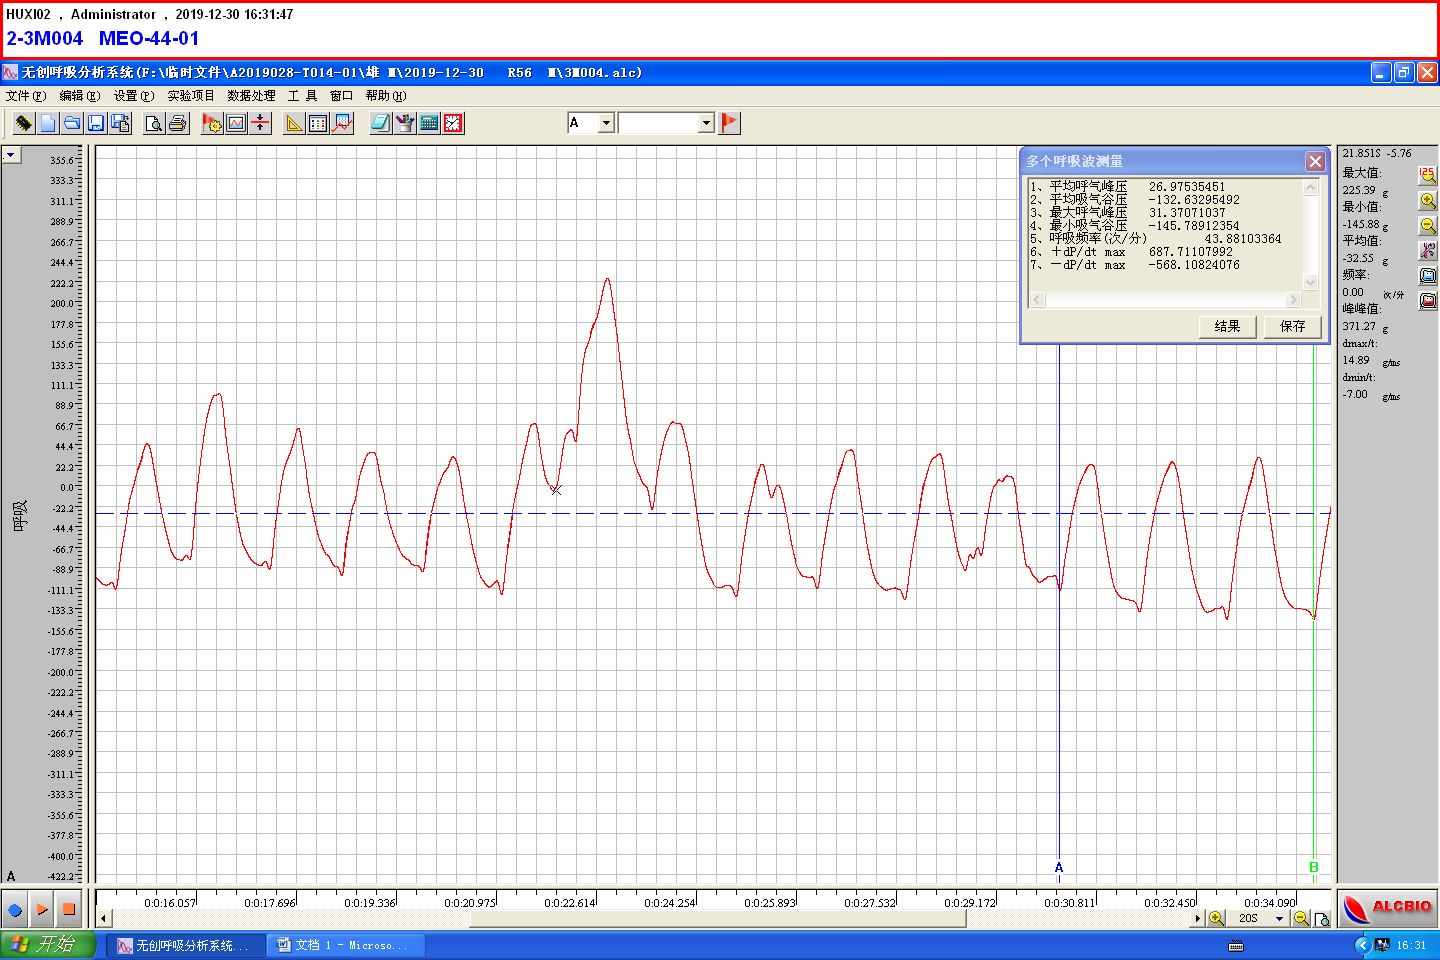 HUXI02 , Administrator , 2019-12-30 16:31:47
2-3M004 MEO-44-01
无创呼吸分析系统(F:\临时文件\A2019028-T014-01\雄 M\2019-12-30 R56 M\3M004.alc)
文件(F) 编辑(E) 设置(P) 实验项目 数据处理 工 具 窗口 帮助(H)
A
355.6
333.3
311.1
288.9
266.7
244.4
222.2
200.0
177.8
155.6
133.3
111.1
88.9
66.7
44.4
22.2
0.0
-22.2
-44.4
-66.7
-88.9
-111.1
-133.3
-155.6
-177.8
-200.0
-222.2
-244.4
-266.7
-288.9
-311.1
-333.3
-355.6
-377.8
-400.0
-422.2
呼吸
A
多个呼吸波测量
1、平均呼气峰压 26.97535451
2、平均吸气谷压 -132.63295492
3、最大呼气峰压 31.37071037
4、最小吸气谷压 -145.78912354
5、呼吸频率(次/分) 43.88103364
6、＋dP/dt max 687.71107992
7、－dP/dt max -568.10824076
结果 保存
A
B
21.851S -5.76
最大值:
225.39 g
最小值:
-145.88 g
平均值:
-32.55 g
频率:
0.00 次/分
峰峰值:
371.27 g
dmax/t:
14.89 g/ms
dmin/t:
-7.00 g/ms
125
0:0:16.057 0:0:17.696 0:0:19.336 0:0:20.975 0:0:22.614 0:0:24.254 0:0:25.893 0:0:27.532 0:0:29.172 0:0:30.811 0:0:32.450 0:0:34.090
20S
ALCBIO
开始 无创呼吸分析系统... 文档 1 - Microso... 16:31